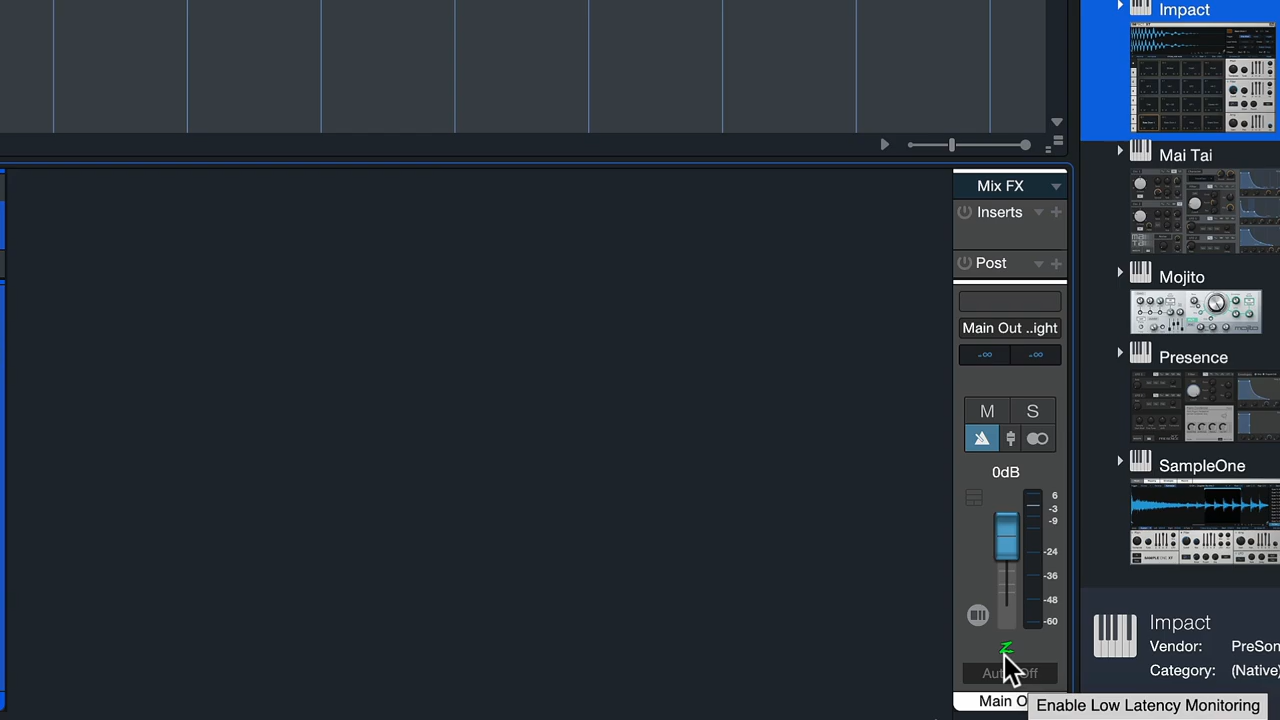 Impact
Mai Tai
Mojito
Presence
SampleOne
Mix FX
Inserts
Post
Main Out ..ight
-∞ -∞
M S
0dB
6
-3
-9
-24
-36
-48
-60
Z
Main O
Enable Low Latency Monitoring
Impact
Vendor: PreSon
Category: (Native)